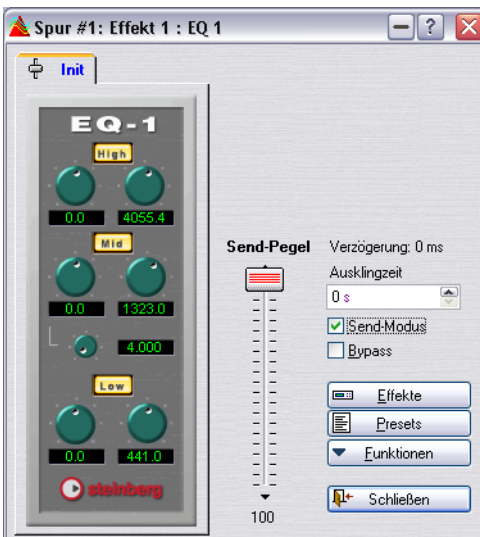 Spur #1: Effekt 1 : EQ 1
Init
EQ-1
High
0.0 4055.4
Mid
0.0 1323.0
4.000
Low
0.0 441.0
steinberg
Send-Pegel
100
Verzögerung: 0 ms
Ausklingzeit
0 s
Send-Modus
Bypass
Effekte
Presets
Funktionen
Schließen